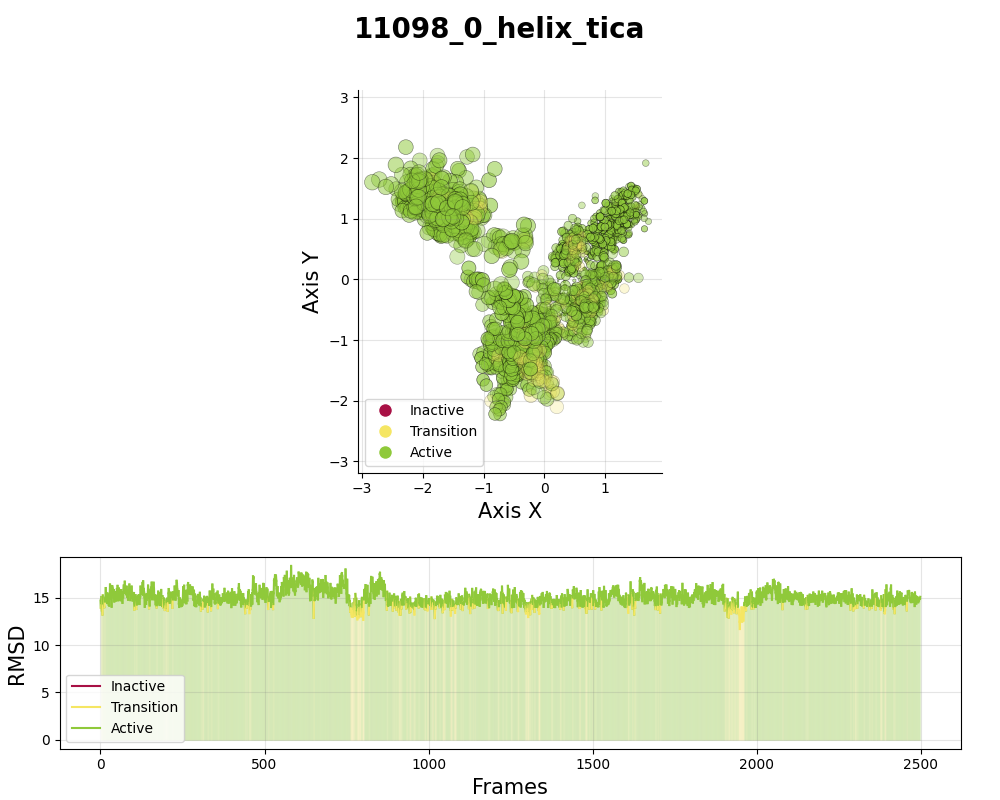 11098_0_helix_tica
3
2
1
0
−1
−2
−3
Axis Y
Inactive
Transition
Active
−3 −2 −1 0 1
Axis X
15
10
5
0
RMSD
Inactive
Transition
Active
0 500 1000 1500 2000 2500
Frames